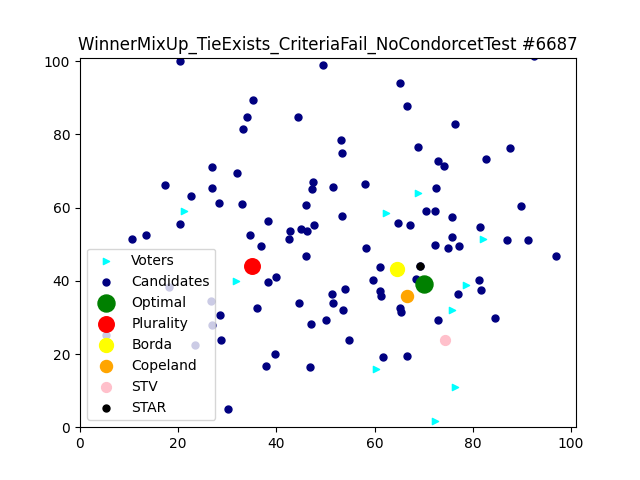 WinnerMixUp_TieExists_CriteriaFail_NoCondorcetTest #6687
100
80
60
40
20
0
Voters
Candidates
Optimal
Plurality
Borda
Copeland
STV
STAR
0 20 40 60 80 100